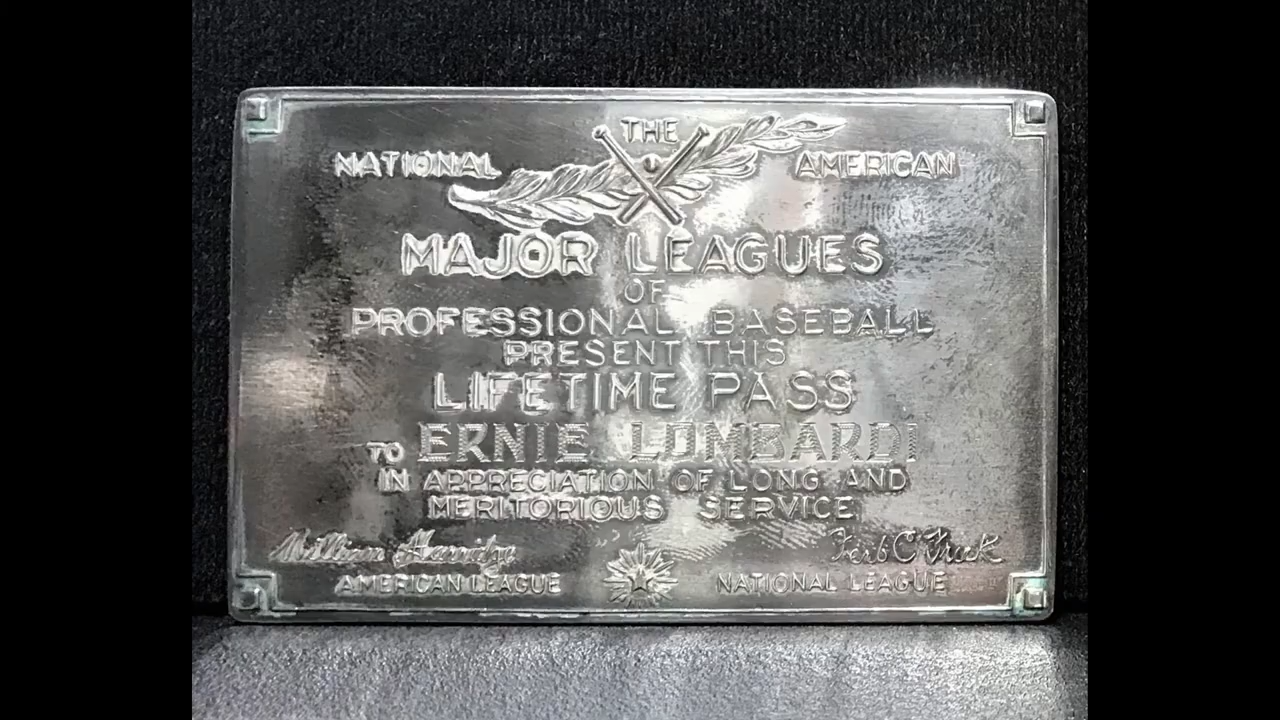 THE
NATIONAL AMERICAN
MAJOR LEAGUES
OF
PROFESSIONAL BASEBALL
PRESENT THIS
LIFETIME PASS
TO ERNIE LOMBARDI
IN APPRECIATION OF LONG AND
MERITORIOUS SERVICE
William Harridge Ford C Frick
AMERICAN LEAGUE NATIONAL LEAGUE